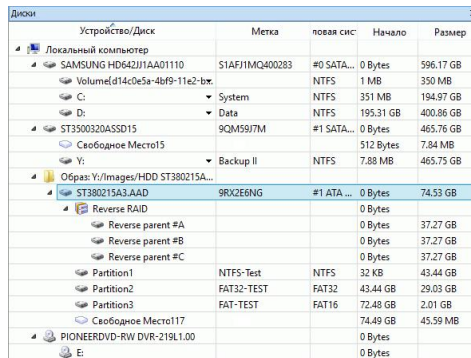 Диски
Устройство/Диск Метка ловая сис Начало Размер
Локальный компьютер
SAMSUNG HD642JJ1AA01110 S1AFJ1MQ400283 #0 SATA... 0 Bytes 596.17 GB
Volume{d14c0e5a-4bf9-11e2-b... NTFS 1 MB 350 MB
C: System NTFS 351 MB 194.97 GB
D: Data NTFS 195.31 GB 400.86 GB
ST3500320ASSD15 9QM59J7M #1 SATA... 0 Bytes 465.76 GB
Свободное Место15 512 Bytes 7.84 MB
Y: Backup II NTFS 7.88 MB 465.75 GB
Образ: Y:/Images/HDD ST380215A... 0 Bytes
ST380215A3.AAD 9RX2E6NG #1 ATA ... 0 Bytes 74.53 GB
Reverse RAID 0 Bytes
Reverse parent #A 0 Bytes 37.27 GB
Reverse parent #B 0 Bytes 37.27 GB
Reverse parent #C 0 Bytes 37.27 GB
Partition1 NTFS-Test NTFS 32 KB 43.44 GB
Partition2 FAT32-TEST FAT32 43.44 GB 29.03 GB
Partition3 FAT-TEST FAT16 72.48 GB 2.01 GB
Свободное Место117 74.49 GB 45.59 MB
PIONEERDVD-RW DVR-219L1.00 0 Bytes
E: 0 Bytes